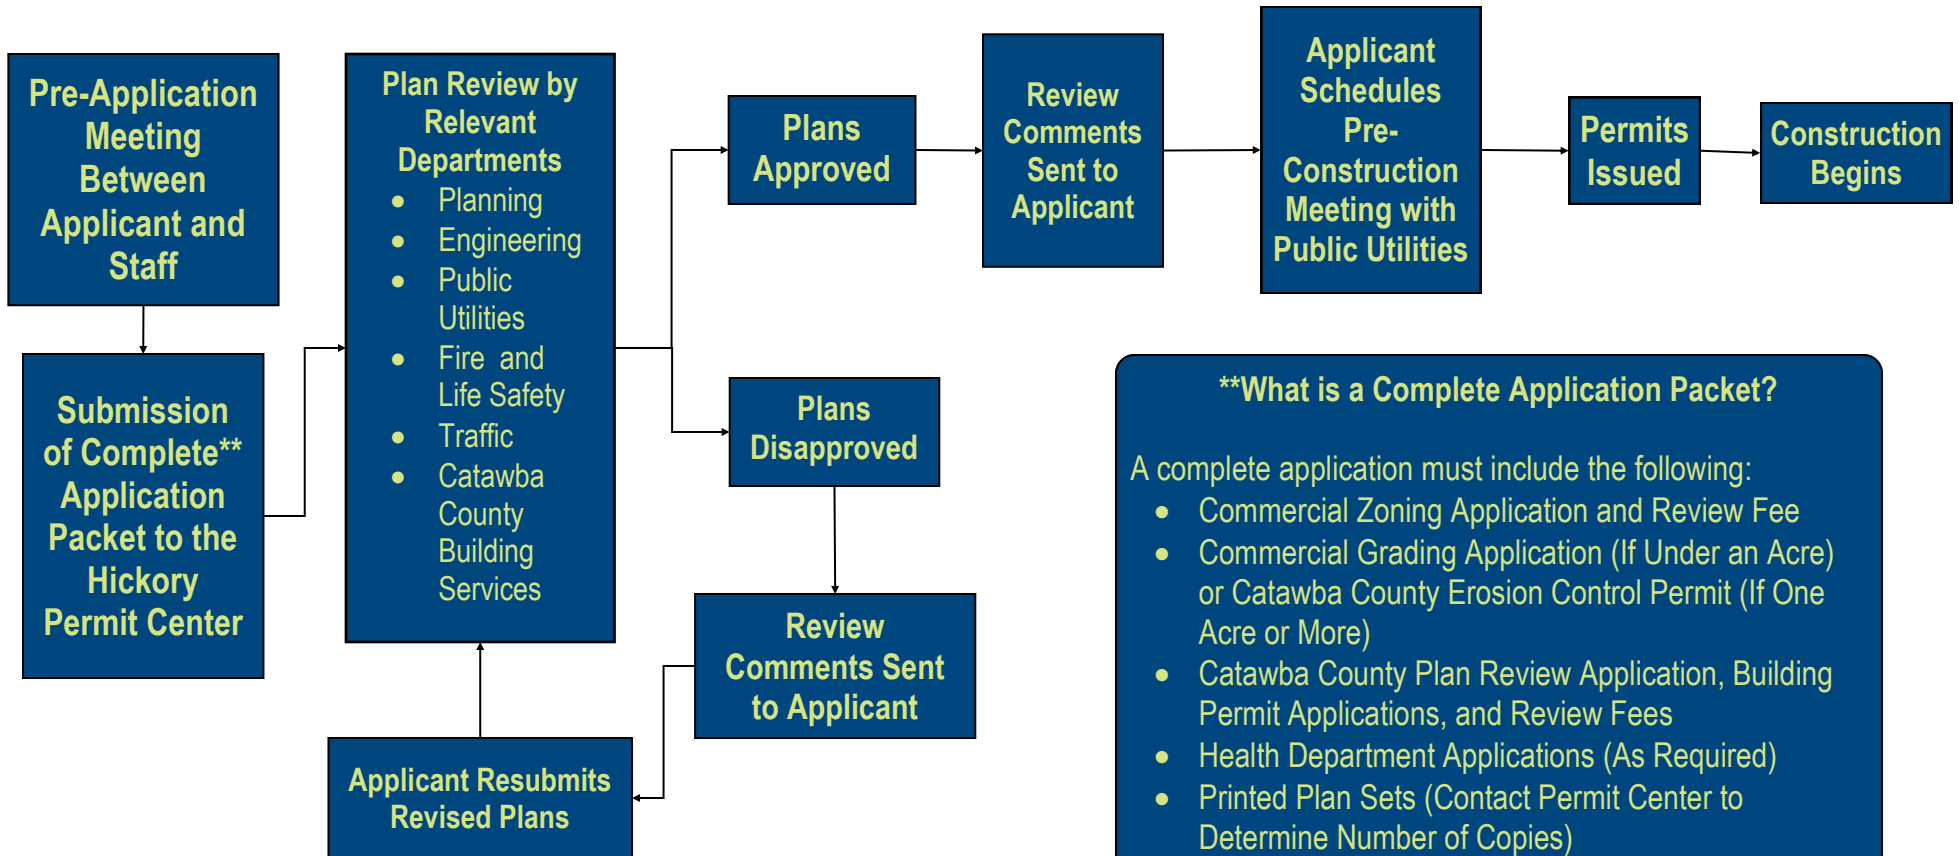 Pre-Application
Meeting
Between
Applicant and
Staff
Submission
of Complete**
Application
Packet to the
Hickory
Permit Center
Plan Review by
Relevant
Departments
• Planning
• Engineering
• Public
Utilities
• Fire and
Life Safety
• Traffic
• Catawba
County
Building
Services
Plans
Approved
Review
Comments
Sent to
Applicant
Applicant
Schedules
Pre-
Construction
Meeting with
Public Utilities
Permits
Issued
Construction
Begins
Plans
Disapproved
Review
Comments Sent
to Applicant
Applicant Resubmits
Revised Plans
**What is a Complete Application Packet?
A complete application must include the following:
• Commercial Zoning Application and Review Fee
• Commercial Grading Application (If Under an Acre)
or Catawba County Erosion Control Permit (If One
Acre or More)
• Catawba County Plan Review Application, Building
Permit Applications, and Review Fees
• Health Department Applications (As Required)
• Printed Plan Sets (Contact Permit Center to
Determine Number of Copies)